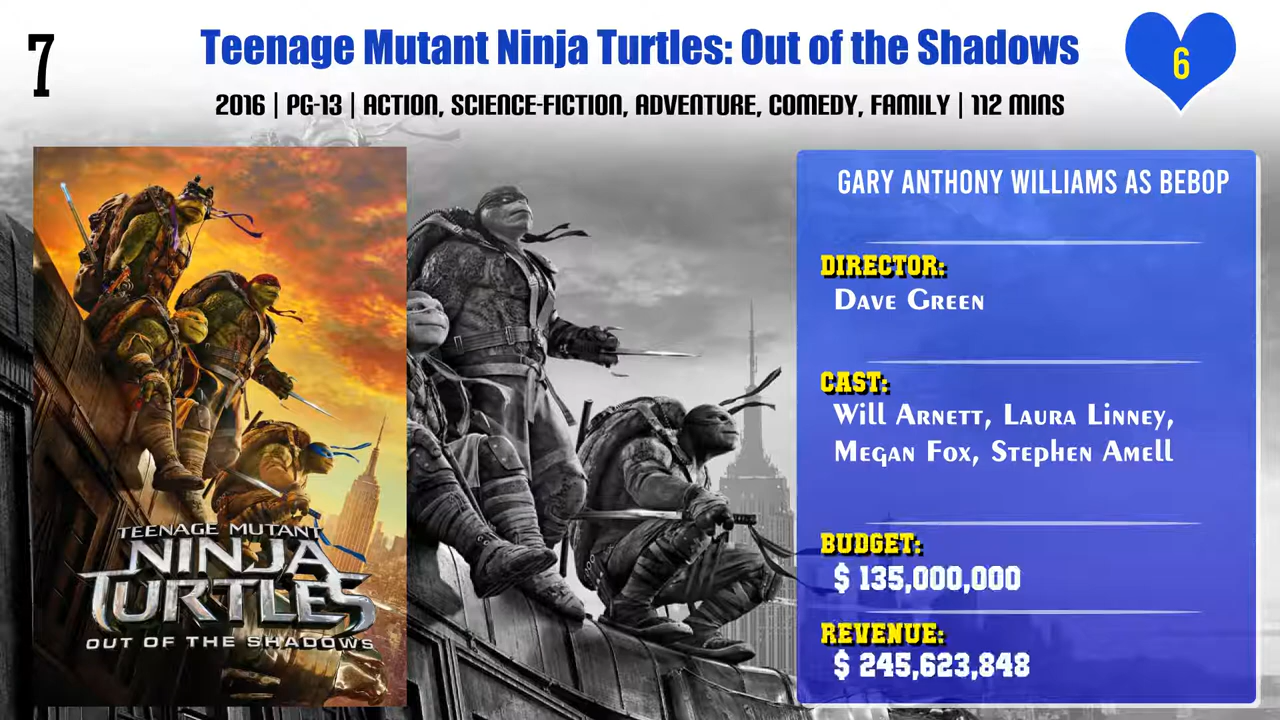 7
Teenage Mutant Ninja Turtles: Out of the Shadows
6
2016 | PG-13 | ACTION, SCIENCE-FICTION, ADVENTURE, COMEDY, FAMILY | 112 MINS
TEENAGE MUTANT
NINJA
TURTLES
OUT OF THE SHADOWS
GARY ANTHONY WILLIAMS AS BEBOP
DIRECTOR:
Dave Green
CAST:
Will Arnett, Laura Linney,
Megan Fox, Stephen Amell
BUDGET:
$ 135,000,000
REVENUE:
$ 245,623,848